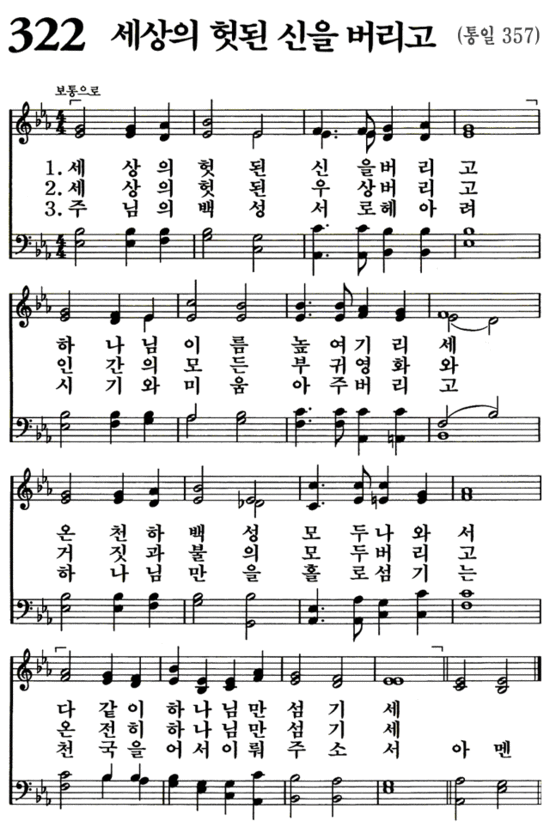 322 세상의 헛된 신을 버리고 (통일 357)
보통으로
1. 세 상의 헛 된 신 을버리 고
2. 세 상의 헛 된 우 상버리 고
3. 주 님의 백 성 서 로헤아 려
하 나님 이 름 높 여기리 세
인 간의 모 든 부 귀영화 와
시 기와 미 움 아 주버리 고
온 천하 백 성 모 두나와 서
거 짓과 불 의 모 두버리 고
하 나님 만 을 홀 로섬기 는
다 같이 하나님만 섬 기 세
온 전히 하나님만 섬 기 세
천 국을 어서이뤄 주 소 서 아 멘